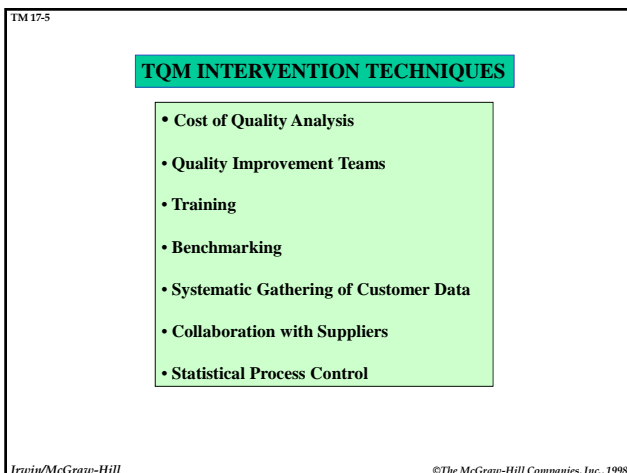 TM 17-5
TQM INTERVENTION TECHNIQUES
• Cost of Quality Analysis
• Quality Improvement Teams
• Training
• Benchmarking
• Systematic Gathering of Customer Data
• Collaboration with Suppliers
• Statistical Process Control
Irwin/McGraw-Hill ©The McGraw-Hill Companies, Inc., 1998